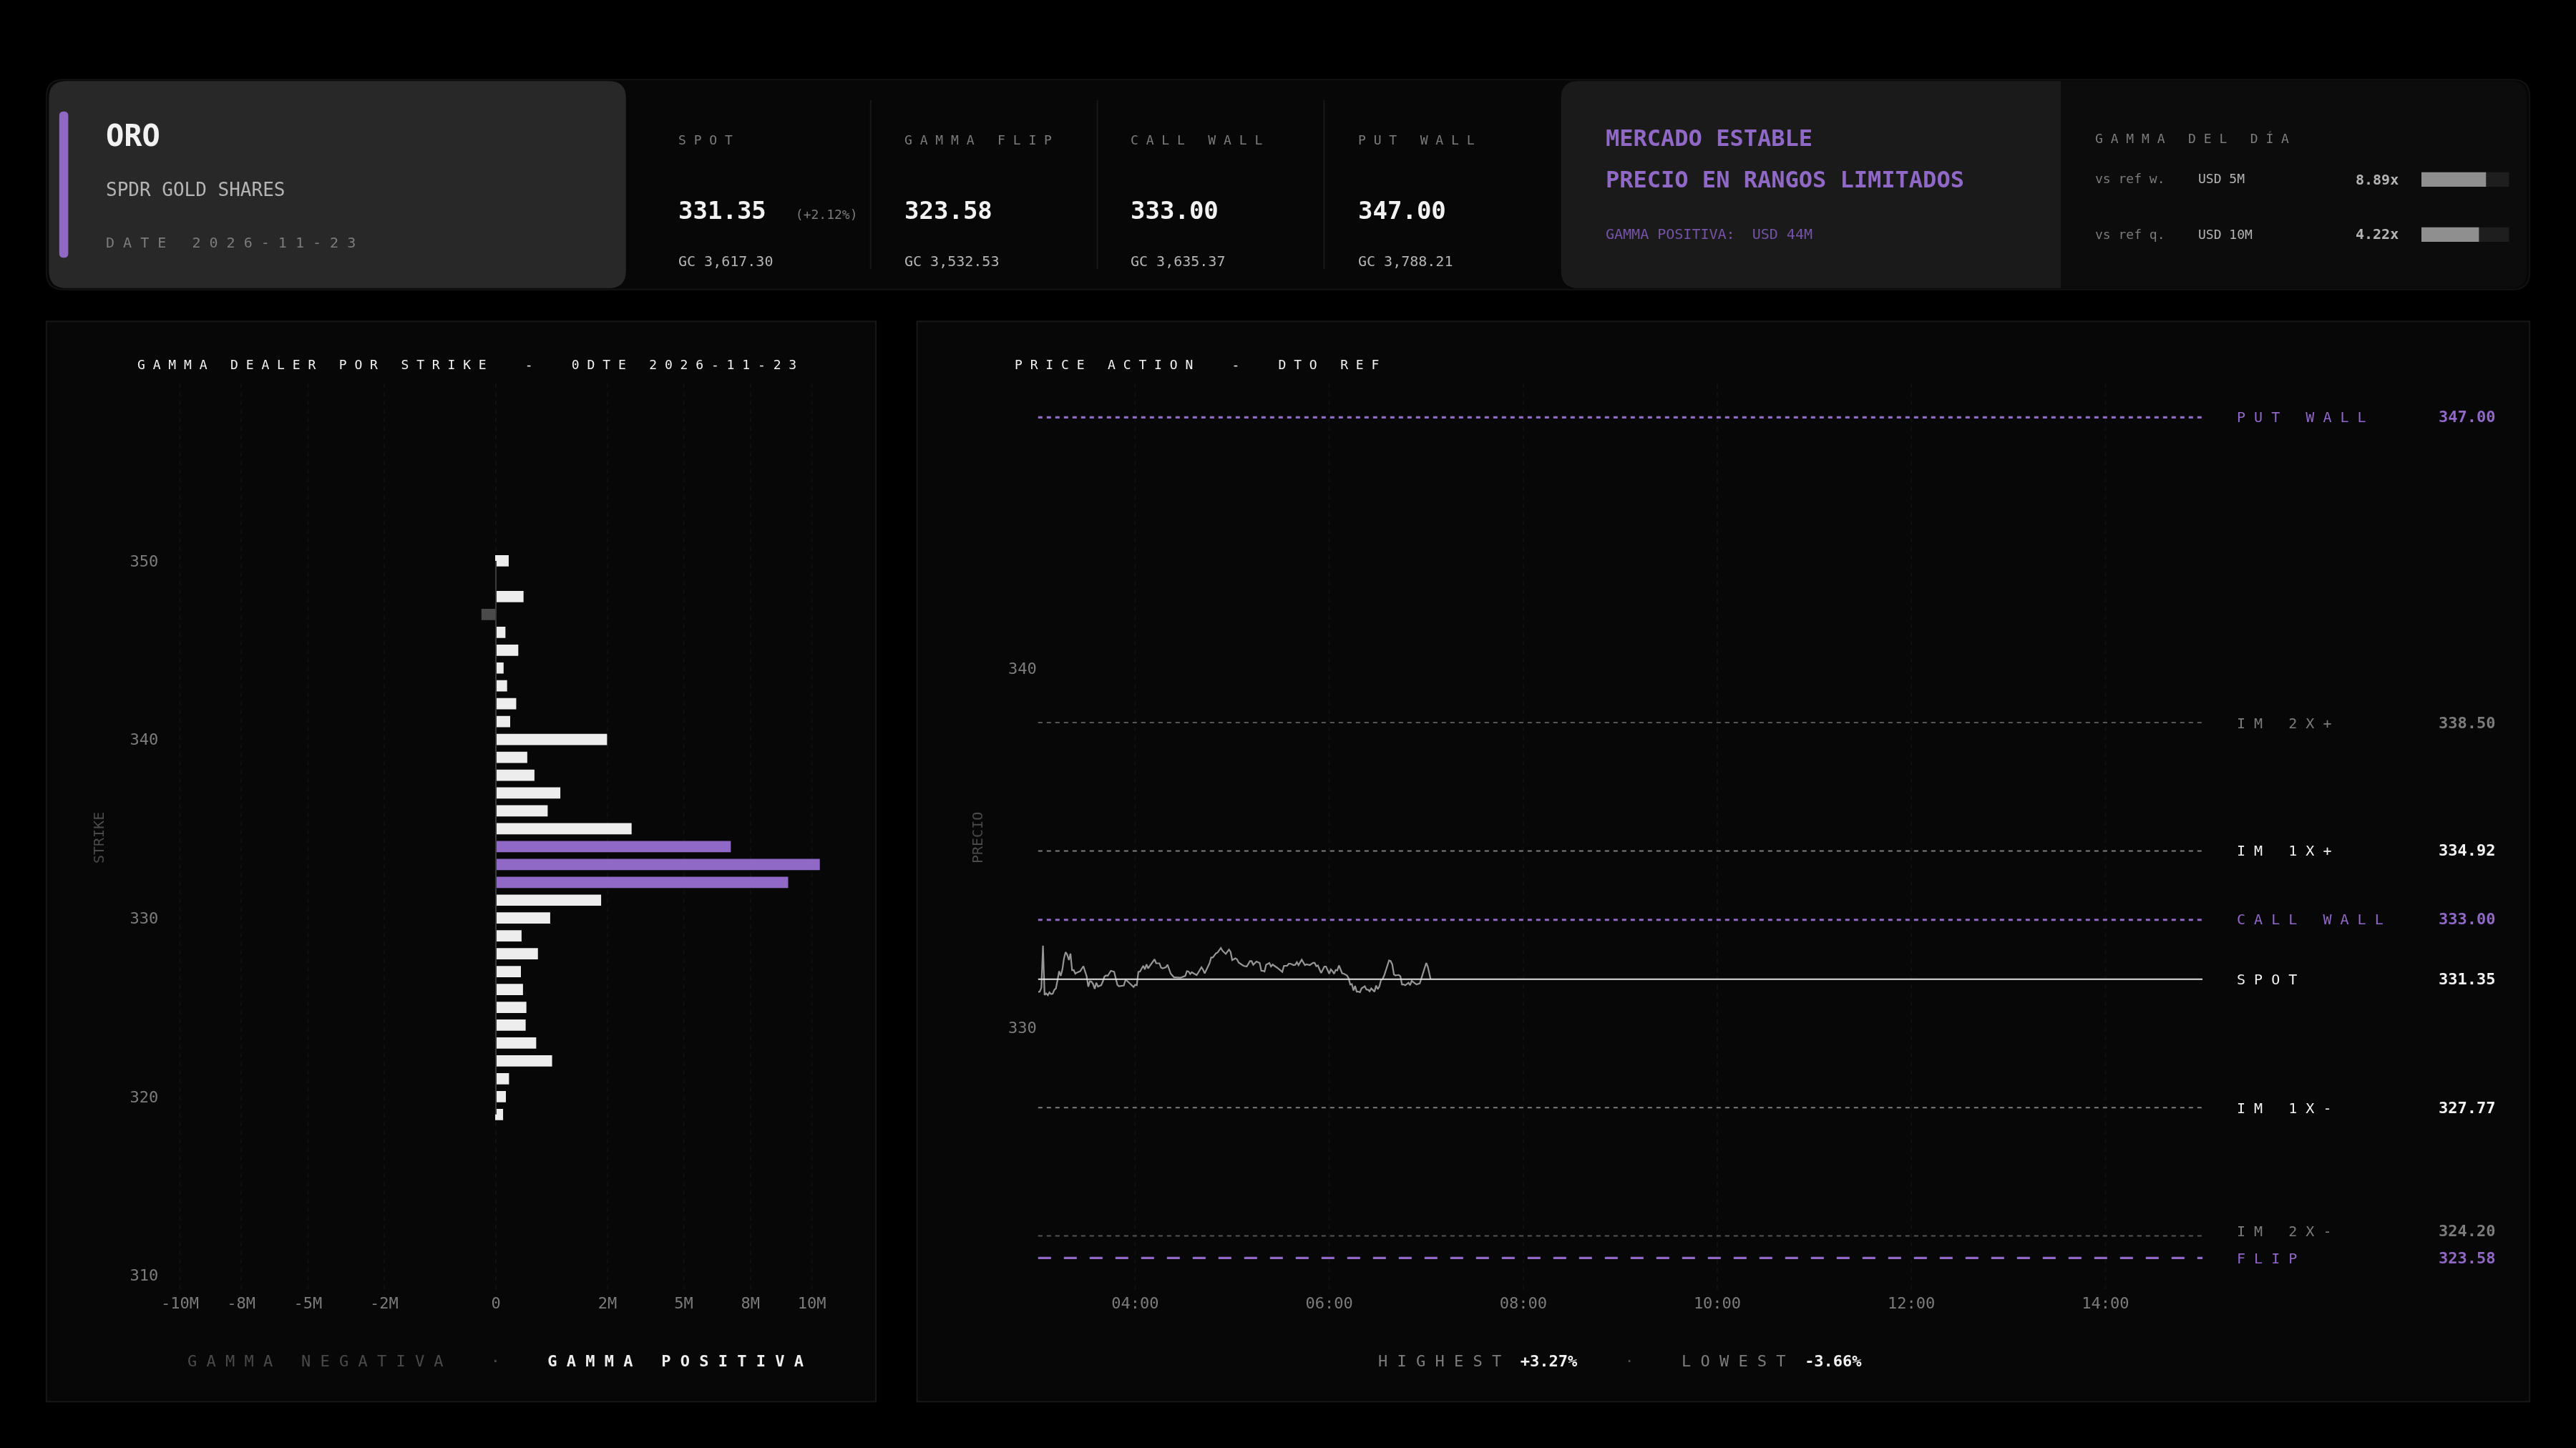 ORO
SPDR GOLD SHARES
DATE 2026-11-23
SPOT
331.35 (+2.12%)
GC 3,617.30
GAMMA FLIP
323.58
GC 3,532.53
CALL WALL
333.00
GC 3,635.37
PUT WALL
347.00
GC 3,788.21
MERCADO ESTABLE
PRECIO EN RANGOS LIMITADOS
GAMMA POSITIVA: USD 44M
GAMMA DEL DÍA
vs ref w. USD 5M 8.89x
vs ref q. USD 10M 4.22x
GAMMA DEALER POR STRIKE - 0DTE 2026-11-23
STRIKE
350
340
330
320
310
-10M -8M -5M -2M 0 2M 5M 8M 10M
GAMMA NEGATIVA · GAMMA POSITIVA
PRICE ACTION - DTO REF
PRECIO
340
330
PUT WALL 347.00
IM 2X+ 338.50
IM 1X+ 334.92
CALL WALL 333.00
SPOT 331.35
IM 1X- 327.77
IM 2X- 324.20
FLIP 323.58
04:00 06:00 08:00 10:00 12:00 14:00
HIGHEST +3.27% · LOWEST -3.66%